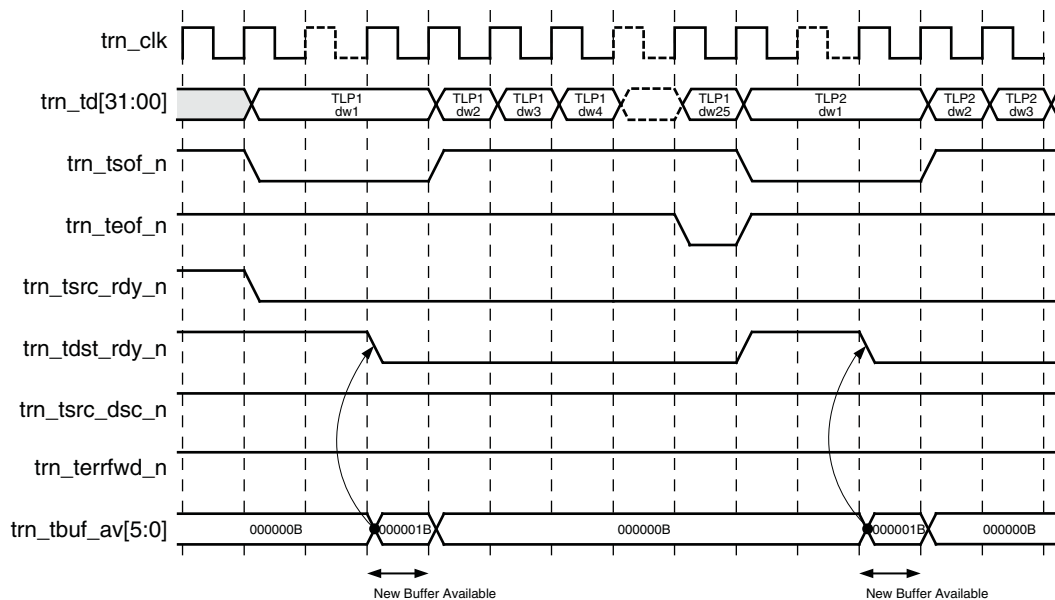 trn_clk
trn_td[31:00]
TLP1
dw1
TLP1
dw2
TLP1
dw3
TLP1
dw4
TLP1
dw25
TLP2
dw1
TLP2
dw2
TLP2
dw3
trn_tsof_n
trn_teof_n
trn_tsrc_rdy_n
trn_tdst_rdy_n
trn_tsrc_dsc_n
trn_terrfwd_n
trn_tbuf_av[5:0]
000000B
000001B
000000B
000001B
000000B
New Buffer Available
New Buffer Available